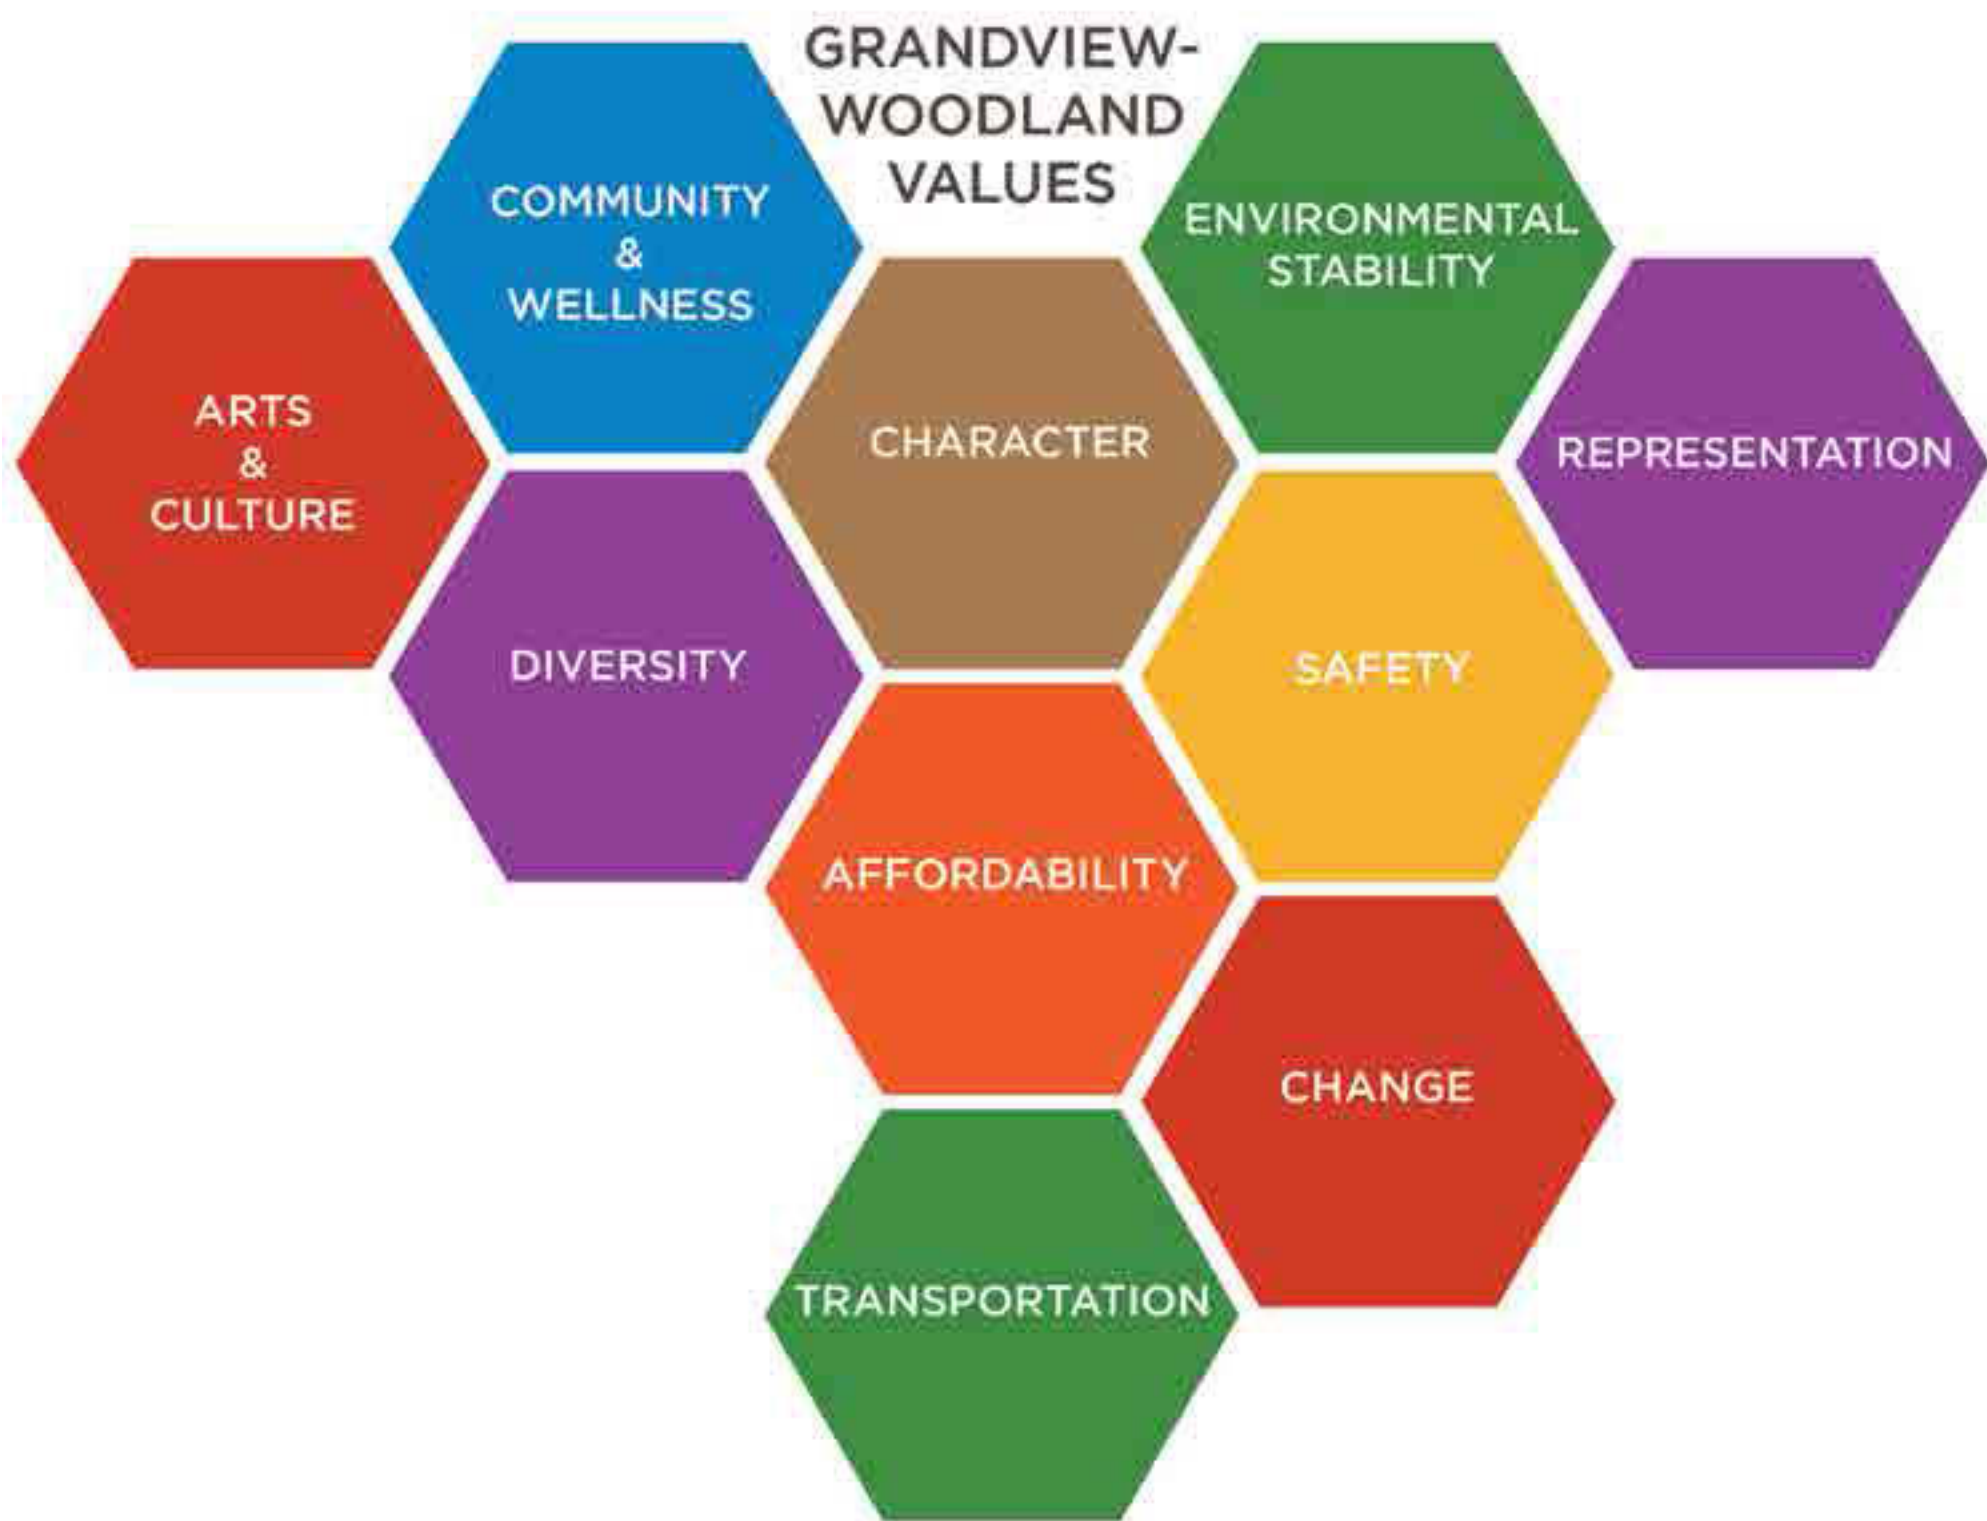 GRANDVIEW-
WOODLAND
VALUES
COMMUNITY
&
WELLNESS
ENVIRONMENTAL
STABILITY
ARTS
&
CULTURE
CHARACTER
REPRESENTATION
DIVERSITY
SAFETY
AFFORDABILITY
CHANGE
TRANSPORTATION